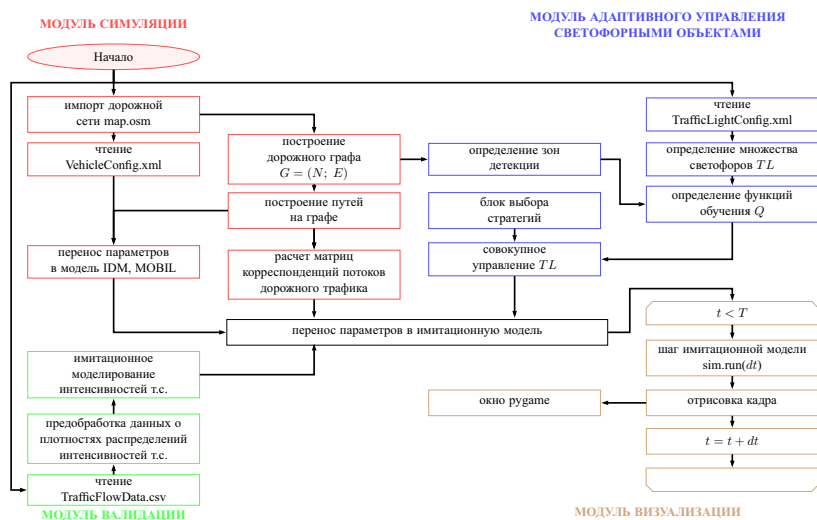 МОДУЛЬ СИМУЛЯЦИИ
МОДУЛЬ АДАПТИВНОГО УПРАВЛЕНИЯ
СВЕТОФОРНЫМИ ОБЪЕКТАМИ
Начало
импорт дорожной
сети map.osm
чтение
VehicleConfig.xml
построение
дорожного графа
G = (N; E)
построение путей
на графе
перенос параметров
в модель IDM, MOBIL
расчет матриц
корреспонденций потоков
дорожного трафика
определение зон
детекции
блок выбора
стратегий
совокупное
управление TL
чтение
TrafficLightConfig.xml
определение множества
светофоров TL
определение функций
обучения Q
перенос параметров в имитационную модель
t < T
шаг имитационной модели
sim.run(dt)
окно pygame
отрисовка кадра
t = t + dt
имитационное
моделирование
интенсивностей т.с.
предобработка данных о
плотностях распределений
интенсивностей т.с.
чтение
TrafficFlowData.csv
МОДУЛЬ ВАЛИДАЦИИ
МОДУЛЬ ВИЗУАЛИЗАЦИИ